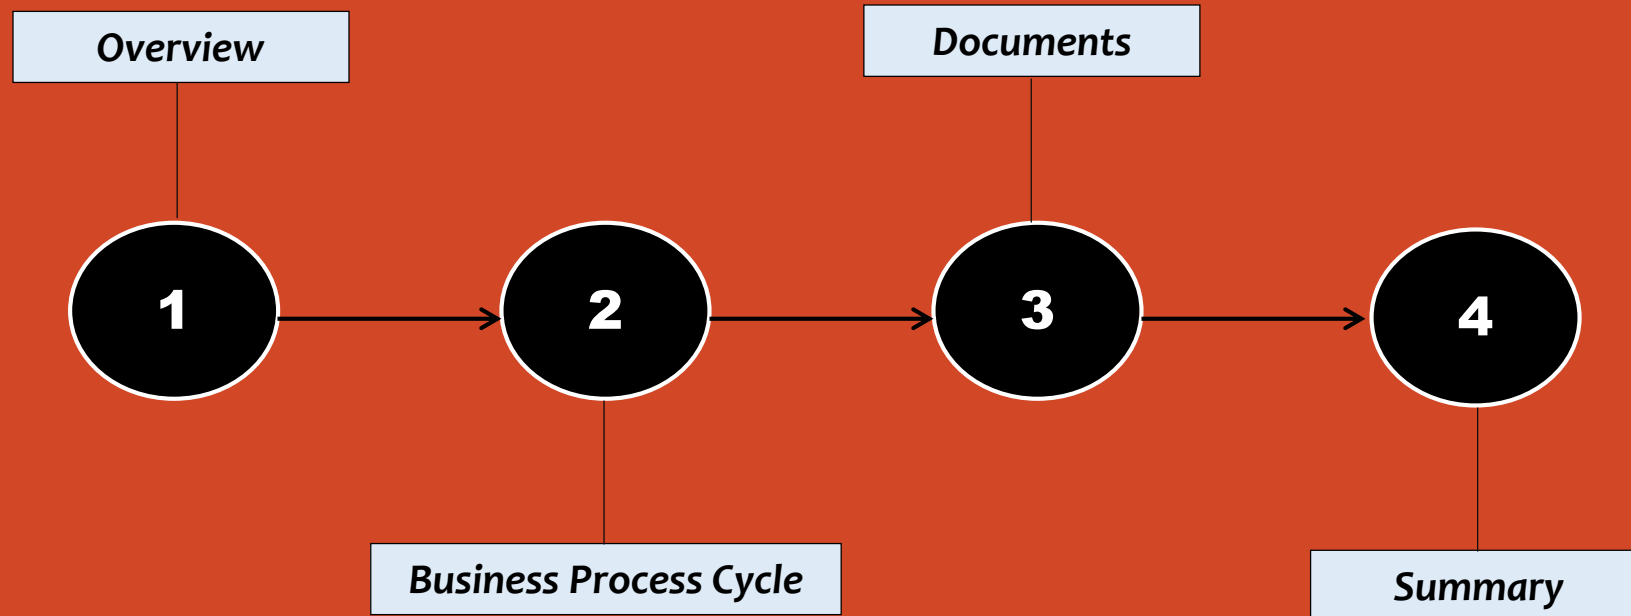 Overview
Documents
1
2
3
4
Business Process Cycle
Summary